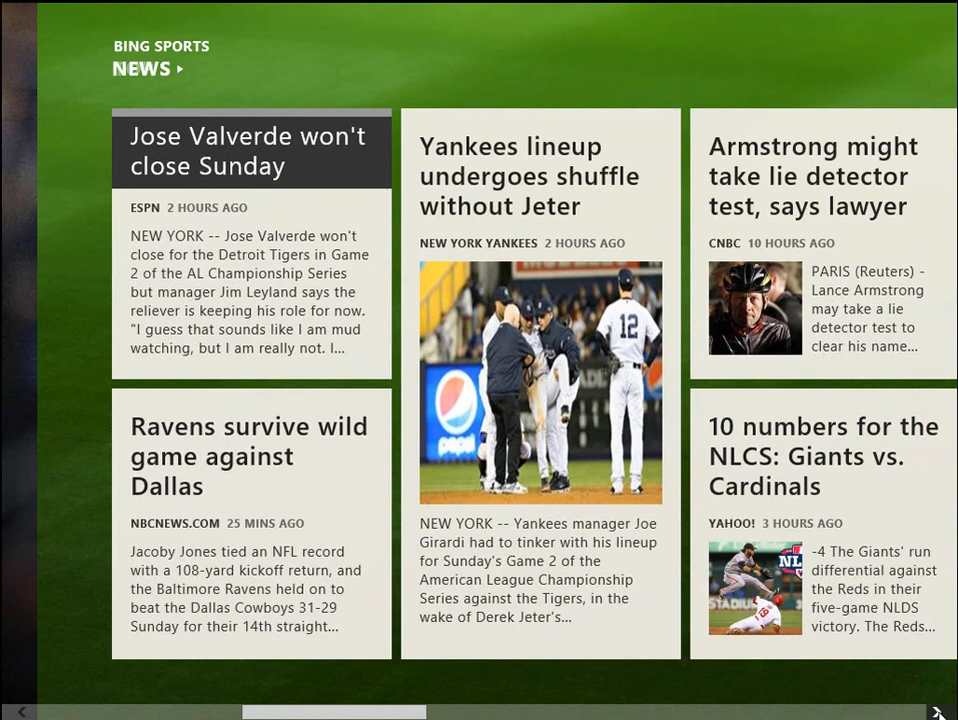 BING SPORTS
NEWS
Jose Valverde won't
close Sunday
ESPN 2 HOURS AGO
NEW YORK -- Jose Valverde won't
close for the Detroit Tigers in Game
2 of the AL Championship Series
but manager Jim Leyland says the
reliever is keeping his role for now.
"I guess that sounds like I am mud
watching, but I am really not. I...
Ravens survive wild
game against
Dallas
NBCNEWS.COM 25 MINS AGO
Jacoby Jones tied an NFL record
with a 108-yard kickoff return, and
the Baltimore Ravens held on to
beat the Dallas Cowboys 31-29
Sunday for their 14th straight...
Yankees lineup
undergoes shuffle
without Jeter
NEW YORK YANKEES 2 HOURS AGO
12
pepsi
NEW YORK -- Yankees manager Joe
Girardi had to tinker with his lineup
for Sunday's Game 2 of the
American League Championship
Series against the Tigers, in the
wake of Derek Jeter's...
Armstrong might
take lie detector
test, says lawyer
CNBC 10 HOURS AGO
PARIS (Reuters) -
Lance Armstrong
may take a lie
detector test to
clear his name...
10 numbers for the
NLCS: Giants vs.
Cardinals
YAHOO! 3 HOURS AGO
NL
-4 The Giants' run
differential against
the Reds in their
five-game NLDS
victory. The Reds...